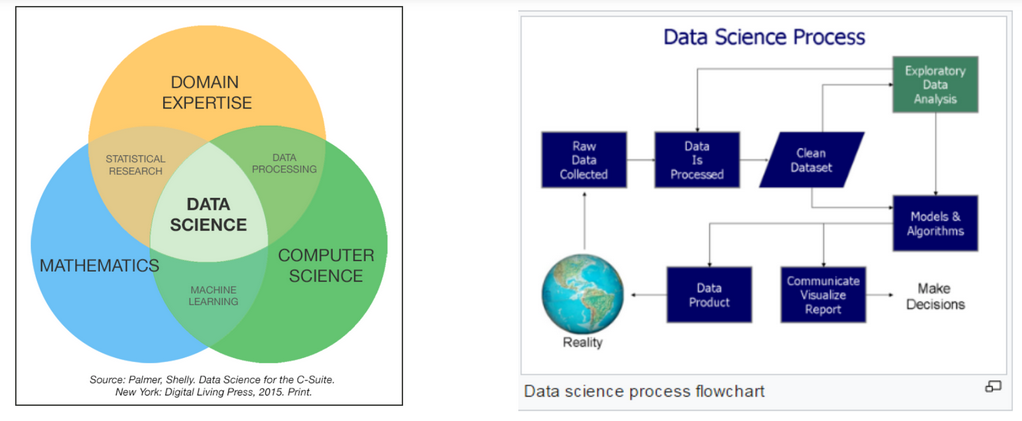 DOMAIN
EXPERTISE
STATISTICAL
RESEARCH
DATA
PROCESSING
DATA
SCIENCE
MATHEMATICS
COMPUTER
SCIENCE
MACHINE
LEARNING
Source: Palmer, Shelly. Data Science for the C-Suite.
New York: Digital Living Press, 2015. Print.
Data Science Process
Exploratory
Data
Analysis
Raw
Data
Collected
Data
Is
Processed
Clean
Dataset
Models &
Algorithms
Data
Product
Communicate
Visualize
Report
Make
Decisions
Reality
Data science process flowchart